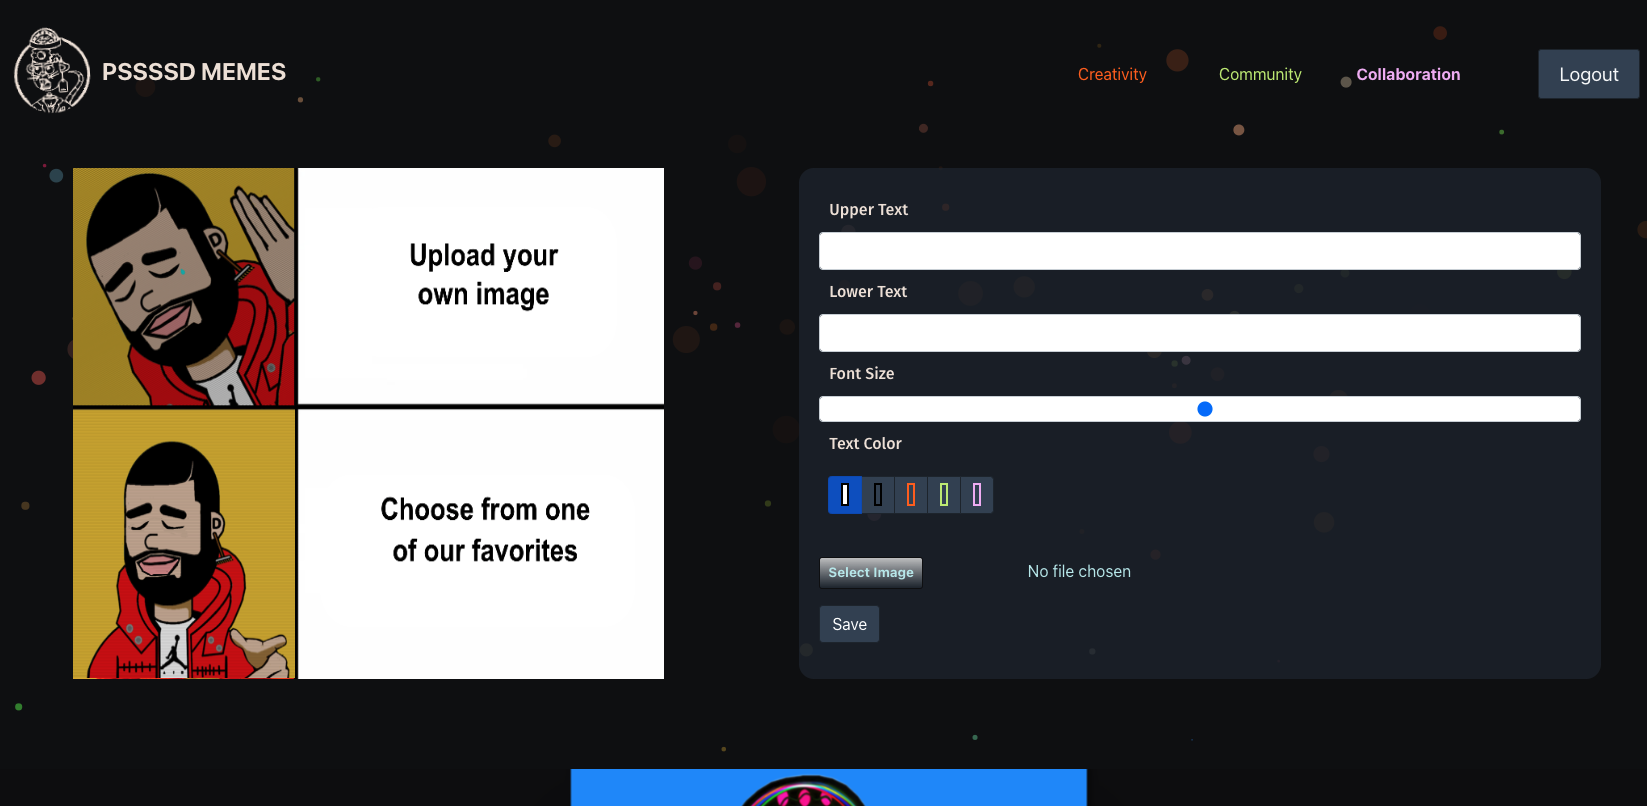 PSSSSD MEMES
Creativity
Community
Collaboration
Logout
Upload your
own image
Choose from one
of our favorites
Upper Text
Lower Text
Font Size
Text Color
Select Image
No file chosen
Save